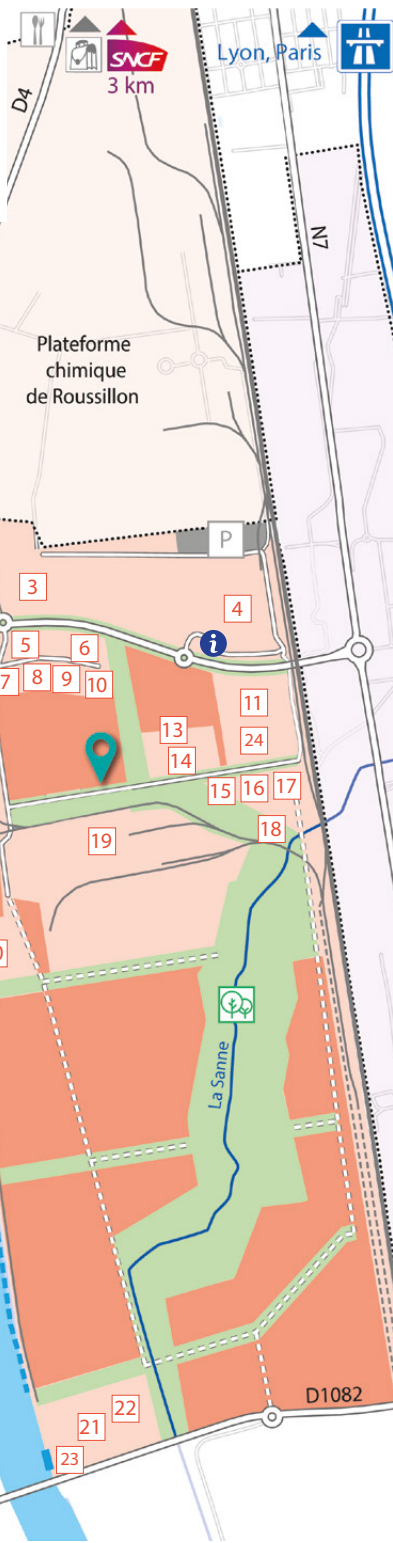 SNCF
3 km
Lyon, Paris
D4
N7
Plateforme
chimique
de Roussillon
P
3
4
i
5
6
7
8
9
10
11
13
24
14
15
16
17
18
19
0
La Sanne
D1082
22
21
23